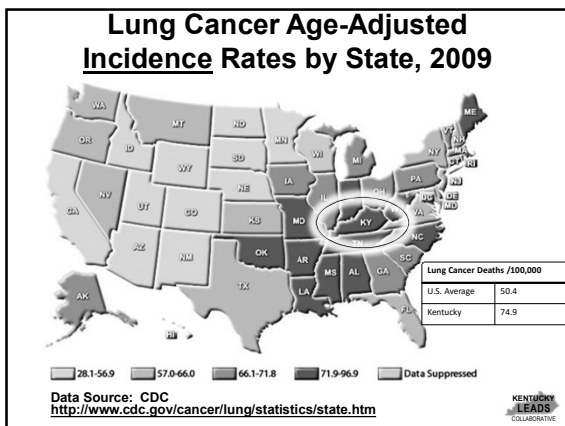 Lung Cancer Age-Adjusted
Incidence Rates by State, 2009
WA
MT
ND
MN
ME
OR
ID
SD
WI
VT
NH
NY
MA
CT
RI
WY
MI
IA
PA
NJ
NE
NV
UT
CO
IL
OH
DE
MD
CA
KS
MO
KY
VA
AZ
NM
OK
AR
TN
NC
SC
MS
AL
GA
TX
LA
AK
FL
HI
Lung Cancer Deaths /100,000
U.S. Average 50.4
Kentucky 74.9
28.1-56.9 57.0-66.0 66.1-71.8 71.9-96.9 Data Suppressed
Data Source: CDC
http://www.cdc.gov/cancer/lung/statistics/state.htm
KENTUCKY
LEADS
COLLABORATIVE